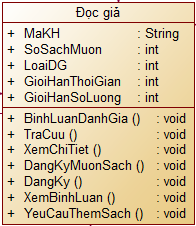 Đọc giả
+ MaKH : String
+ SoSachMuon : int
+ LoaiDG : int
+ GioiHanThoiGian : int
+ GioiHanSoLuong : int
+ BinhLuanDanhGia () : void
+ TraCuu () : void
+ XemChiTiet () : void
+ DangKyMuonSach () : void
+ DangKy () : void
+ XemBinhLuan () : void
+ YeuCauThemSach () : void